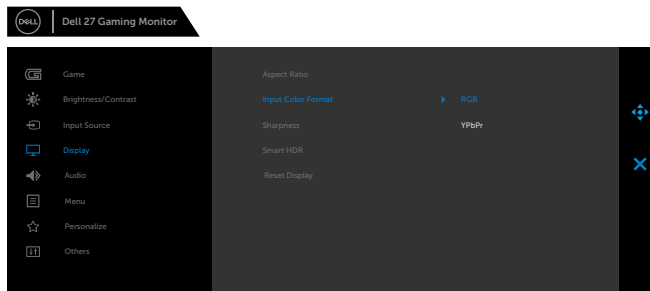 DELL
Dell 27 Gaming Monitor
Game
Brightness/Contrast
Input Source
Display
Audio
Menu
Personalize
Others
Aspect Ratio
Input Color Format
Sharpness
Smart HDR
Reset Display
RGB
YPbPr